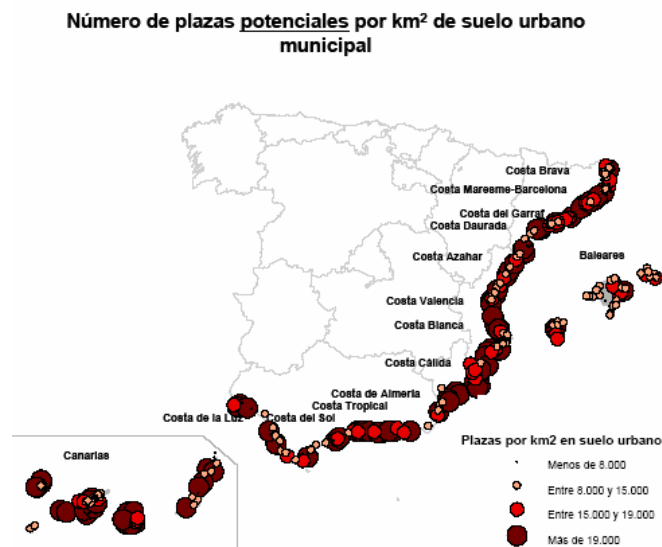 Número de plazas potenciales por km² de suelo urbano
municipal
Costa Brava
Costa Maresme-Barcelona
Costa del Garraf
Costa Daurada
Costa Azahar
Baleares
Costa Valencia
Costa Blanca
Costa Cálida
Costa de Almeria
Costa Tropical
Costa de la Luz
Costa del Sol
Canarias
Plazas por km2 en suelo urbano
Menos de 8.000
Entre 8.000 y 15.000
Entre 15.000 y 19.000
Más de 19.000